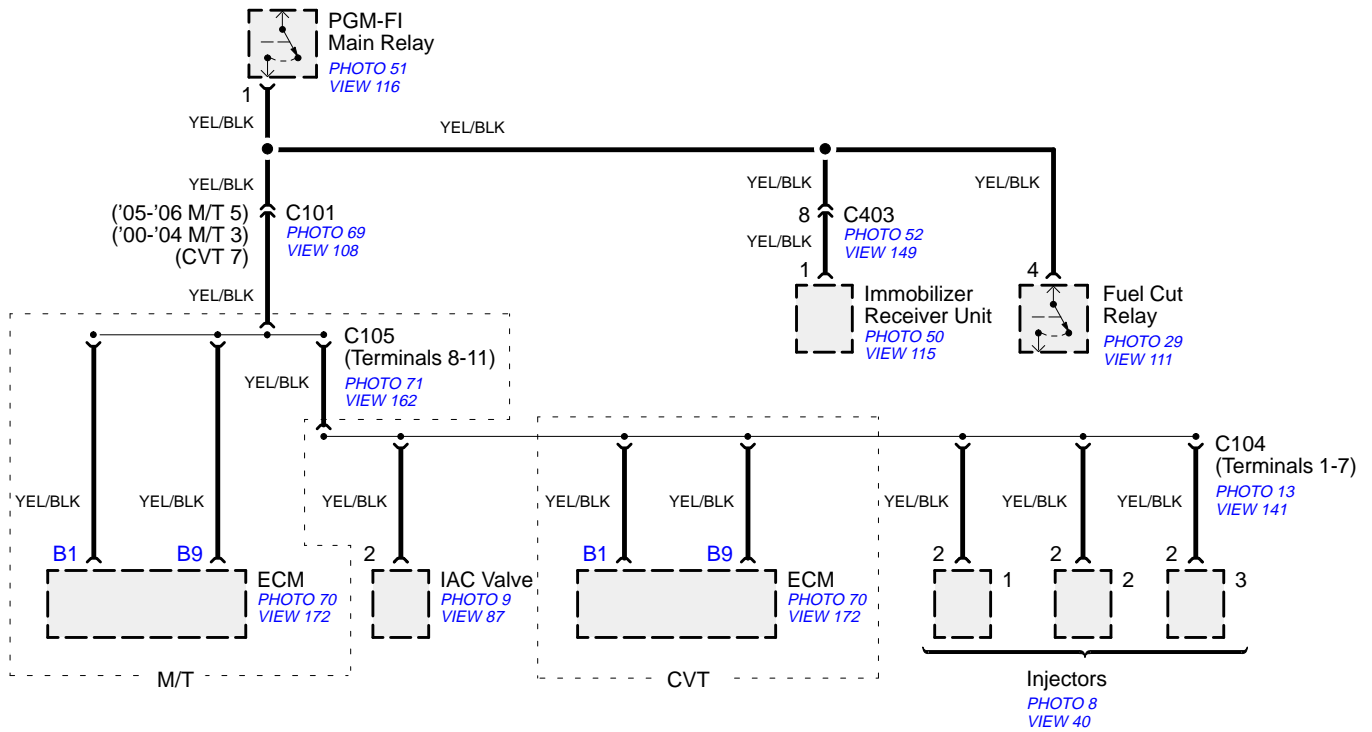 PGM-FI
Main Relay
PHOTO 51
VIEW 116
1
YEL/BLK
YEL/BLK
YEL/BLK
YEL/BLK
YEL/BLK
('05-'06 M/T 5)
('00-'04 M/T 3)
(CVT 7)
C101
PHOTO 69
VIEW 108
8
C403
PHOTO 52
VIEW 149
YEL/BLK
1
4
YEL/BLK
Immobilizer
Receiver Unit
PHOTO 50
VIEW 115
Fuel Cut
Relay
PHOTO 29
VIEW 111
C105
(Terminals 8-11)
PHOTO 71
VIEW 162
YEL/BLK
C104
(Terminals 1-7)
PHOTO 13
VIEW 141
YEL/BLK
YEL/BLK
YEL/BLK
YEL/BLK
YEL/BLK
YEL/BLK
YEL/BLK
YEL/BLK
B1
B9
2
B1
B9
2
2
2
ECM
PHOTO 70
VIEW 172
IAC Valve
PHOTO 9
VIEW 87
ECM
PHOTO 70
VIEW 172
1
2
3
M/T
CVT
Injectors
PHOTO 8
VIEW 40